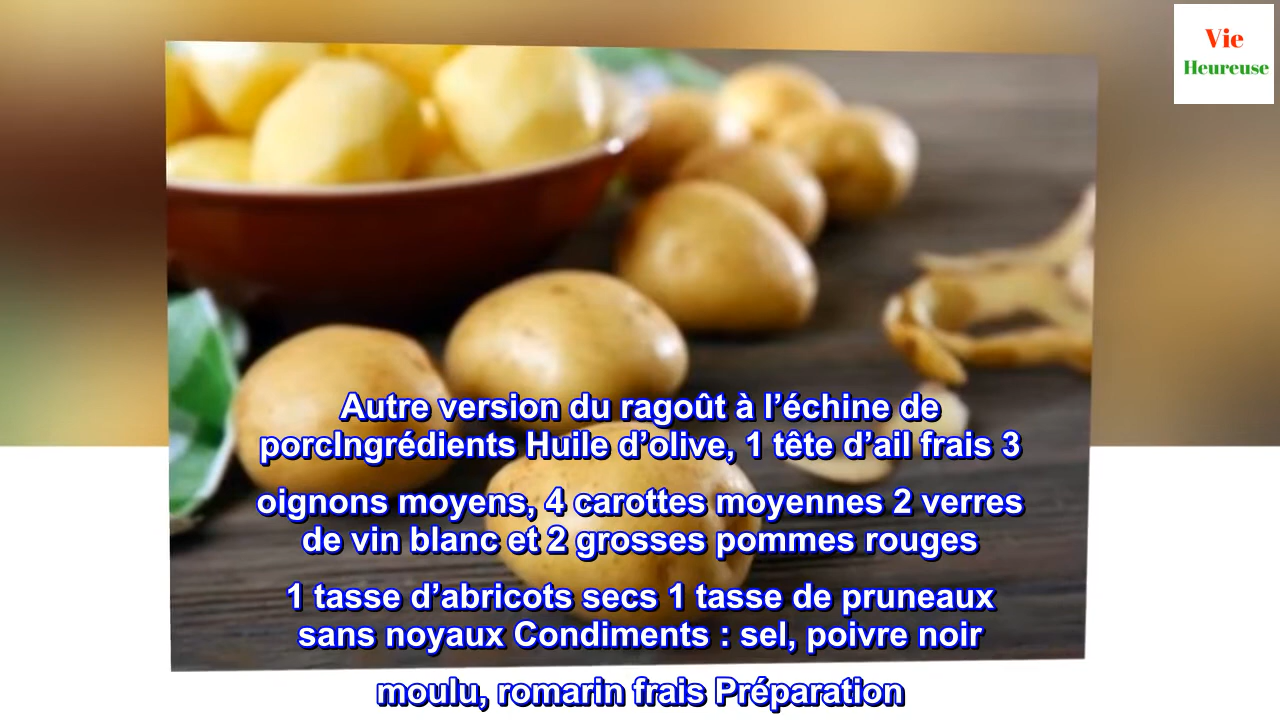 Vie
Heureuse
Autre version du ragoût à l’échine de
porcIngrédients Huile d’olive, 1 tête d’ail frais 3
oignons moyens, 4 carottes moyennes 2 verres
de vin blanc et 2 grosses pommes rouges
1 tasse d’abricots secs 1 tasse de pruneaux
sans noyaux Condiments : sel, poivre noir
moulu, romarin frais Préparation